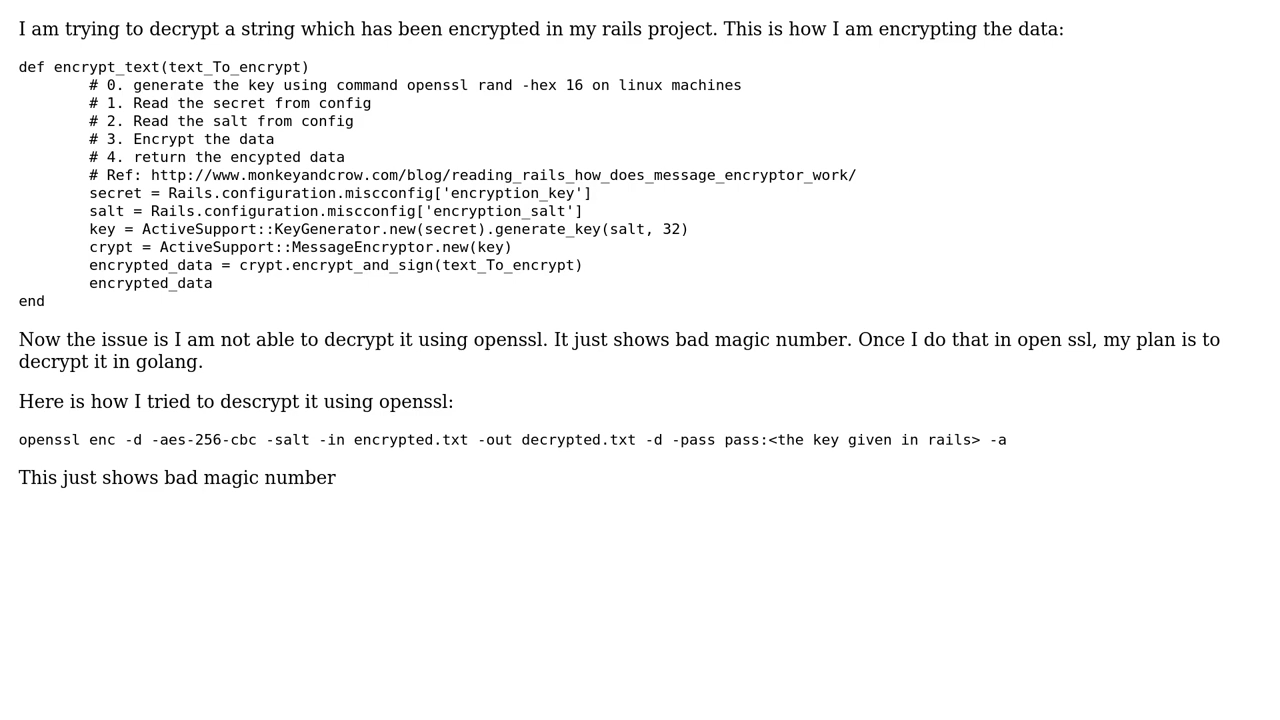 I am trying to decrypt a string which has been encrypted in my rails project. This is how I am encrypting the data:
def encrypt_text(text_To_encrypt)
        # 0. generate the key using command openssl rand -hex 16 on linux machines
        # 1. Read the secret from config
        # 2. Read the salt from config
        # 3. Encrypt the data
        # 4. return the encypted data
        # Ref: http://www.monkeyandcrow.com/blog/reading_rails_how_does_message_encryptor_work/
        secret = Rails.configuration.miscconfig['encryption_key']
        salt = Rails.configuration.miscconfig['encryption_salt']
        key = ActiveSupport::KeyGenerator.new(secret).generate_key(salt, 32)
        crypt = ActiveSupport::MessageEncryptor.new(key)
        encrypted_data = crypt.encrypt_and_sign(text_To_encrypt)
        encrypted_data
end
Now the issue is I am not able to decrypt it using openssl. It just shows bad magic number. Once I do that in open ssl, my plan is to
decrypt it in golang.
Here is how I tried to descrypt it using openssl:
openssl enc -d -aes-256-cbc -salt -in encrypted.txt -out decrypted.txt -d -pass pass:<the key given in rails> -a
This just shows bad magic number